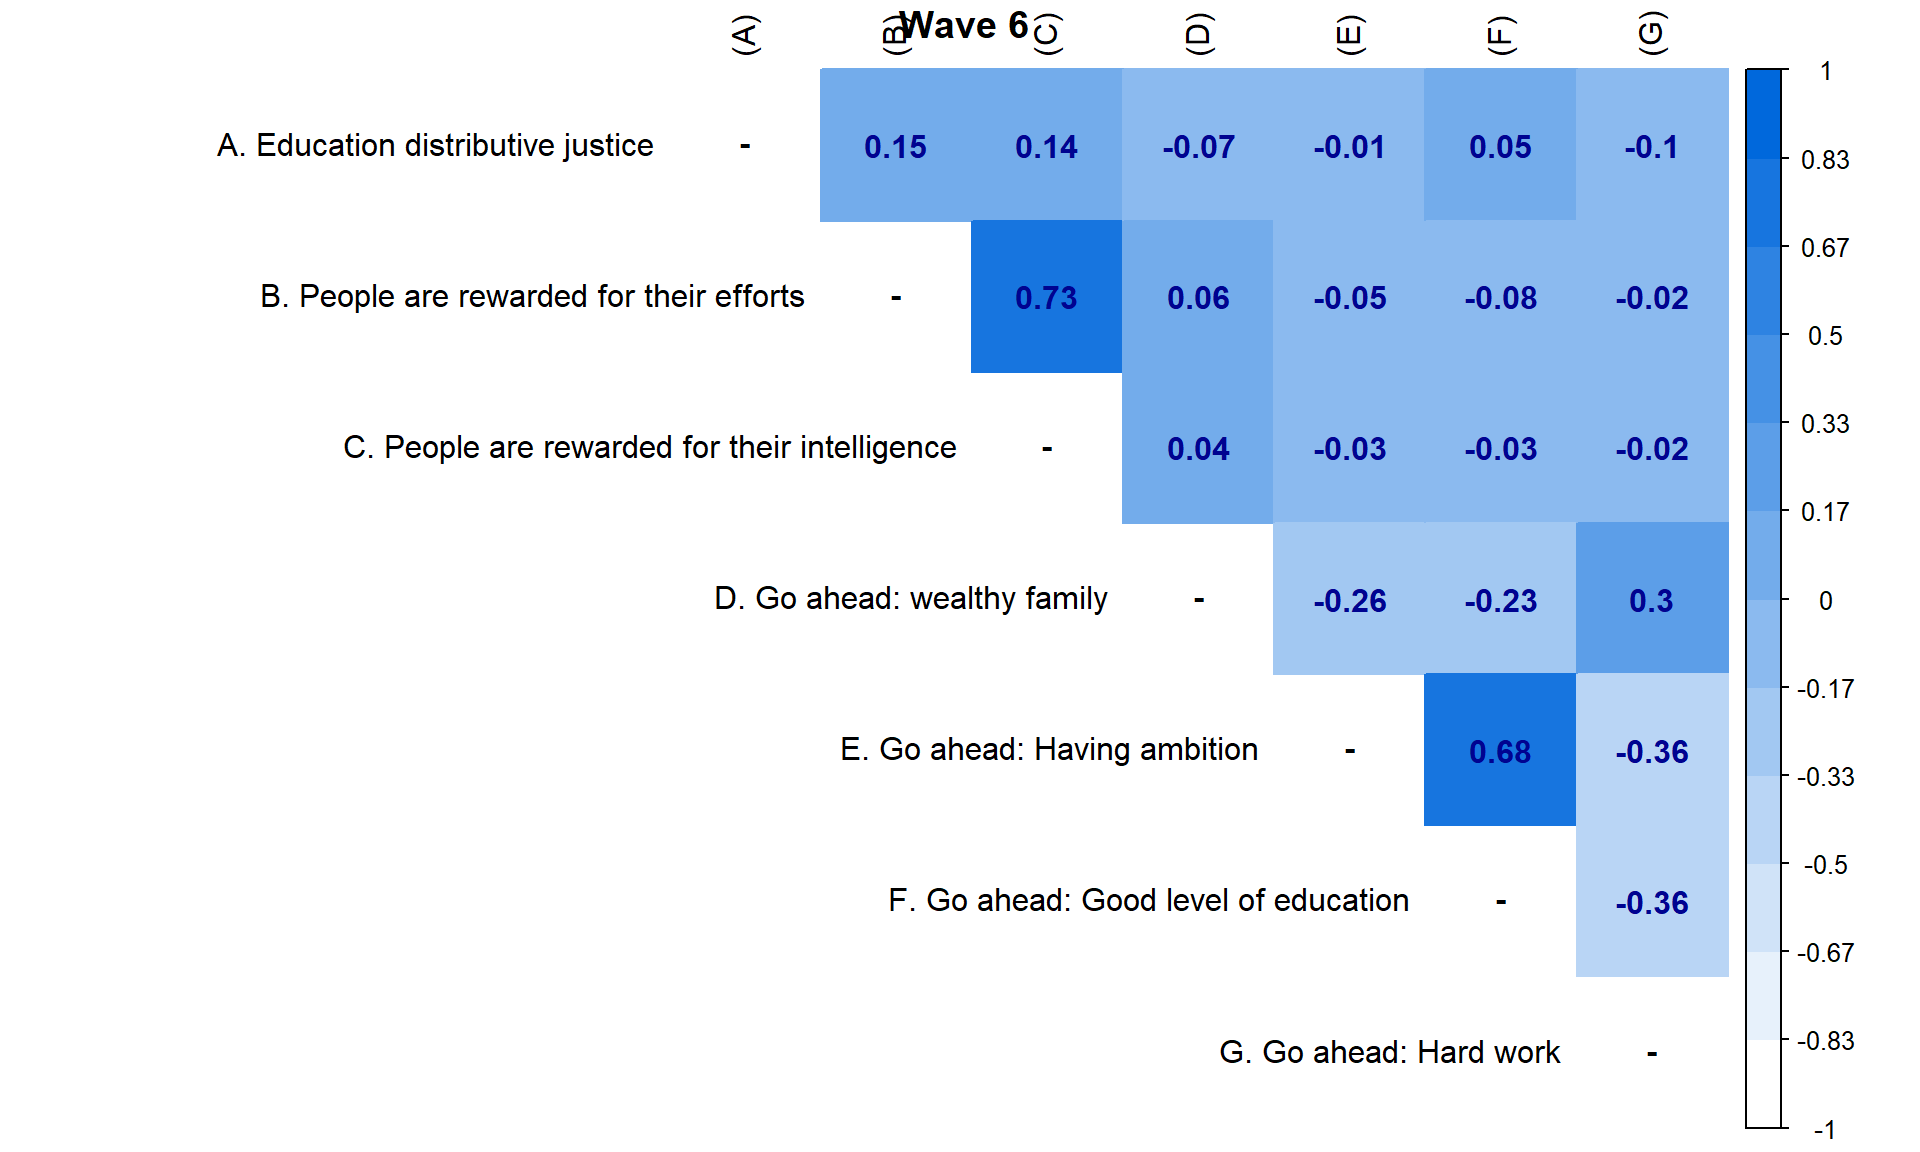 Wave 6
(A) (B) (C) (D) (E) (F) (G)
A. Education distributive justice - 0.15 0.14 -0.07 -0.01 0.05 -0.1
B. People are rewarded for their efforts - 0.73 0.06 -0.05 -0.08 -0.02
C. People are rewarded for their intelligence - 0.04 -0.03 -0.03 -0.02
D. Go ahead: wealthy family - -0.26 -0.23 0.3
E. Go ahead: Having ambition - 0.68 -0.36
F. Go ahead: Good level of education - -0.36
G. Go ahead: Hard work -
1
0.83
0.67
0.5
0.33
0.17
0
-0.17
-0.33
-0.5
-0.67
-0.83
-1